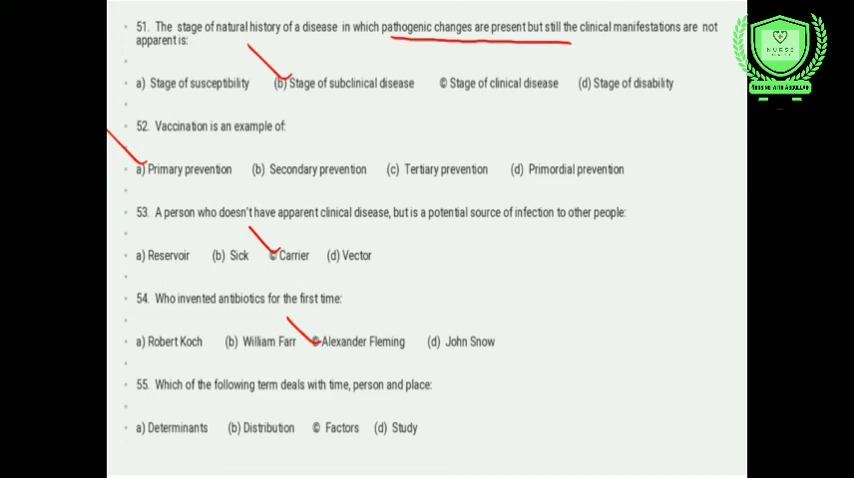 51. The stage of natural history of a disease in which pathogenic changes are present but still the clinical manifestations are not
apparent is:
a) Stage of susceptibility (b) Stage of subclinical disease © Stage of clinical disease (d) Stage of disability
52. Vaccination is an example of:
a) Primary prevention (b) Secondary prevention (c) Tertiary prevention (d) Primordial prevention
53. A person who doesn't have apparent clinical disease, but is a potential source of infection to other people:
a) Reservoir (b) Sick © Carrier (d) Vector
54. Who invented antibiotics for the first time:
a) Robert Koch (b) William Farr © Alexander Fleming (d) John Snow
55. Which of the following term deals with time, person and place:
a) Determinants (b) Distribution © Factors (d) Study
NURSE
NURSING WITH ABDULLAH